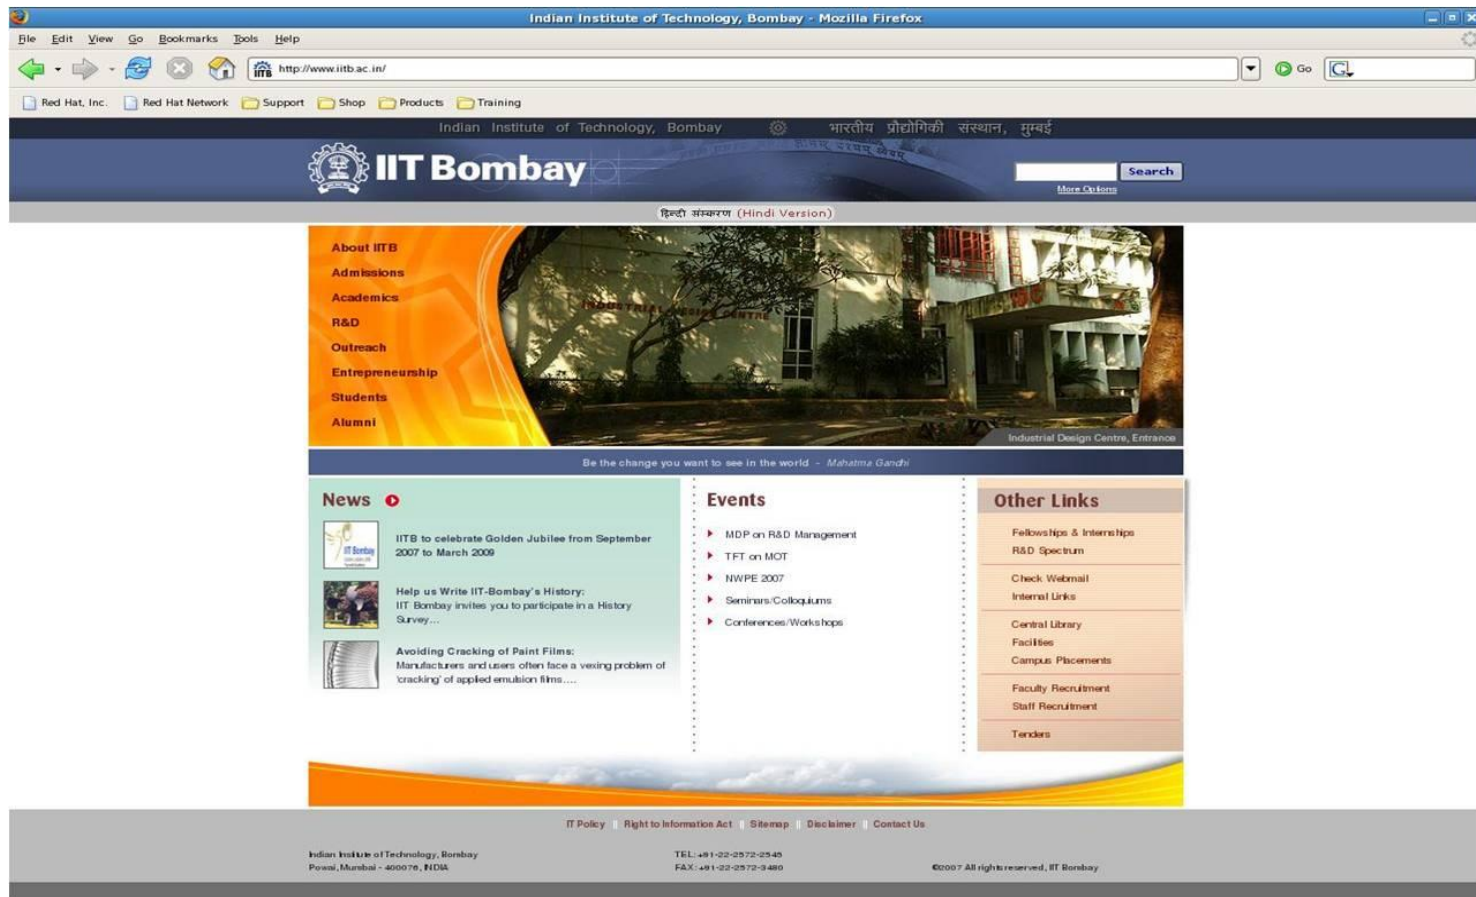 Indian Institute of Technology, Bombay - Mozilla Firefox
File Edit View Go Bookmarks Tools Help
http://www.iitb.ac.in/ Go
Red Hat, Inc. Red Hat Network Support Shop Products Training
Indian Institute of Technology, Bombay भारतीय प्रौद्योगिकी संस्थान, मुम्बई
IIT Bombay
Search
More Options
हिन्दी संस्करण (Hindi Version)
About IITB
Admissions
Academics
R&D
Outreach
Entrepreneurship
Students
Alumni
INDUSTRIAL DESIGN CENTRE
Industrial Design Centre, Entrance
Be the change you want to see in the world - Mahatma Gandhi
News
IITB to celebrate Golden Jubilee from September
2007 to March 2009
Help us Write IIT-Bombay's History:
IIT Bombay invites you to participate in a History
Survey...
Avoiding Cracking of Paint Films:
Manufacturers and users often face a vexing problem of
'cracking' of applied emulsion films....
Events
MDP on R&D Management
TFT on MOT
NWPE 2007
Seminars/Colloquiums
Conferences/Workshops
Other Links
Fellowships & Internships
R&D Spectrum
Check Webmail
Internal Links
Central Library
Facilities
Campus Placements
Faculty Recruitment
Staff Recruitment
Tenders
IT Policy || Right to Information Act || Sitemap || Disclaimer || Contact Us
Indian Institute of Technology, Bombay
Powai, Mumbai - 400076, INDIA
TEL: +91-22-2572-2545
FAX: +91-22-2572-3480
©2007 All rights reserved, IIT Bombay